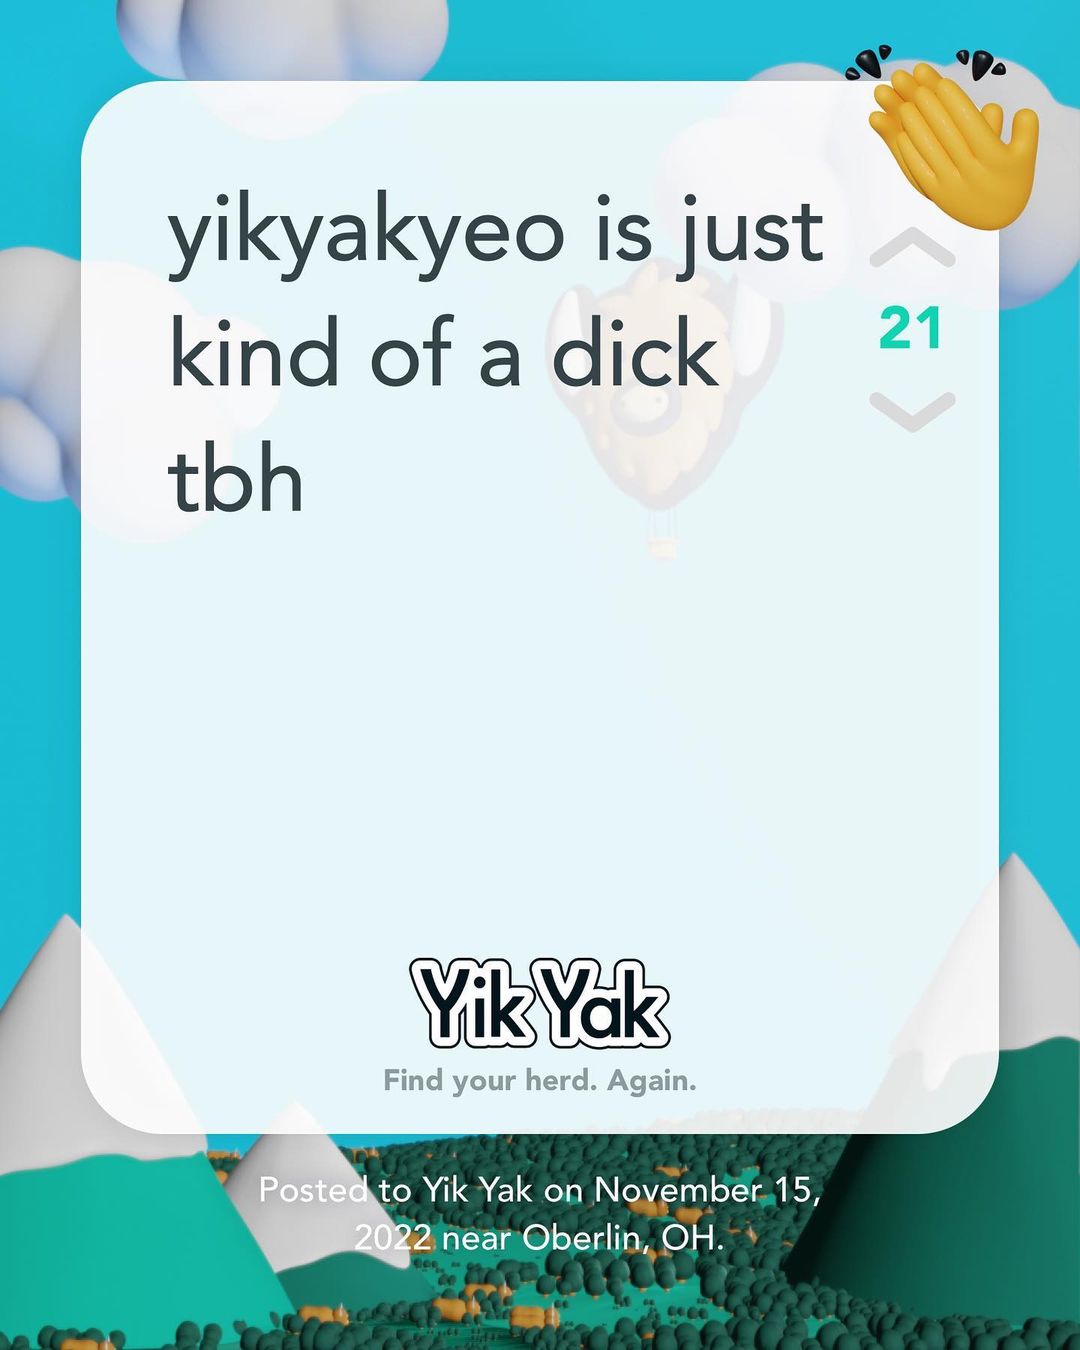 yikyakyeo is just
kind of a dick
tbh
21
Yik Yak
Find your herd. Again.
Posted to Yik Yak on November 15,
2022 near Oberlin, OH.